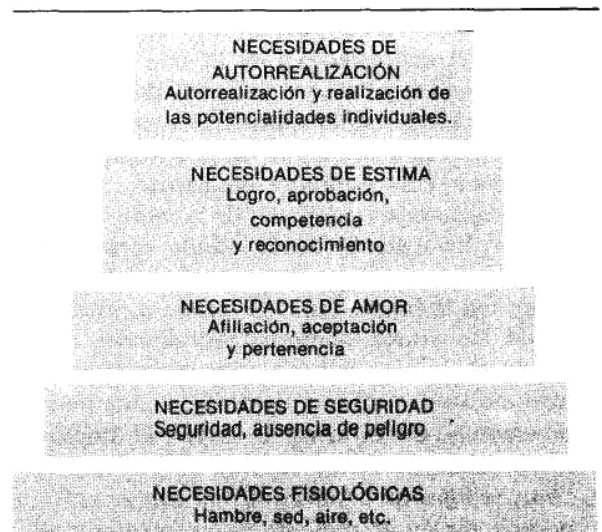 NECESIDADES DE
AUTORREALIZACIÓN
Autorrealización y realización de
las potencialidades individuales.
NECESIDADES DE ESTIMA
Logro, aprobación,
competencia
y reconocimiento
NECESIDADES DE AMOR
Afiliación, aceptación
y pertenencia
NECESIDADES DE SEGURIDAD
Seguridad, ausencia de peligro
NECESIDADES FISIOLÓGICAS
Hambre, sed, aire, etc.